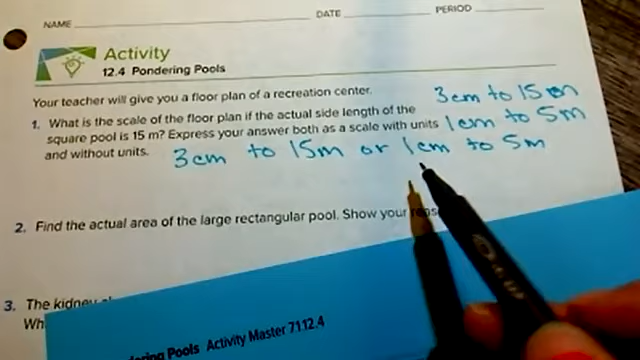 NAME DATE PERIOD
Activity
12.4 Pondering Pools
Your teacher will give you a floor plan of a recreation center.
3cm to 15m
1. What is the scale of the floor plan if the actual side length of the
square pool is 15 m? Express your answer both as a scale with units
1cm to 5m
and without units.
3cm to 15m or 1cm to 5m
2. Find the actual area of the large rectangular pool. Show your
3. The kidney
Pools Activity Master 7.1.12.4